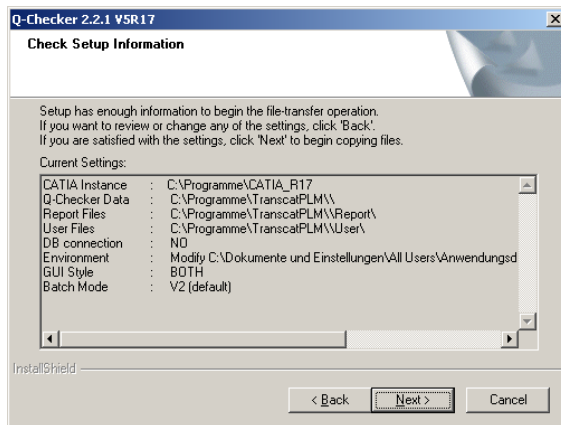 Q-Checker 2.2.1 V5R17
Check Setup Information
Setup has enough information to begin the file-transfer operation.
If you want to review or change any of the settings, click 'Back'.
If you are satisfied with the settings, click 'Next' to begin copying files.
Current Settings:
CATIA Instance : C:\Programme\CATIA_R17
Q-Checker Data : C:\Programme\TranscatPLM\\
Report Files : C:\Programme\TranscatPLM\\Report\
User Files : C:\Programme\TranscatPLM\\User\
DB connection : NO
Environment : Modify C:\Dokumente und Einstellungen\All Users\Anwendungsd
GUI Style : BOTH
Batch Mode : V2 (default)
InstallShield
< Back Next > Cancel